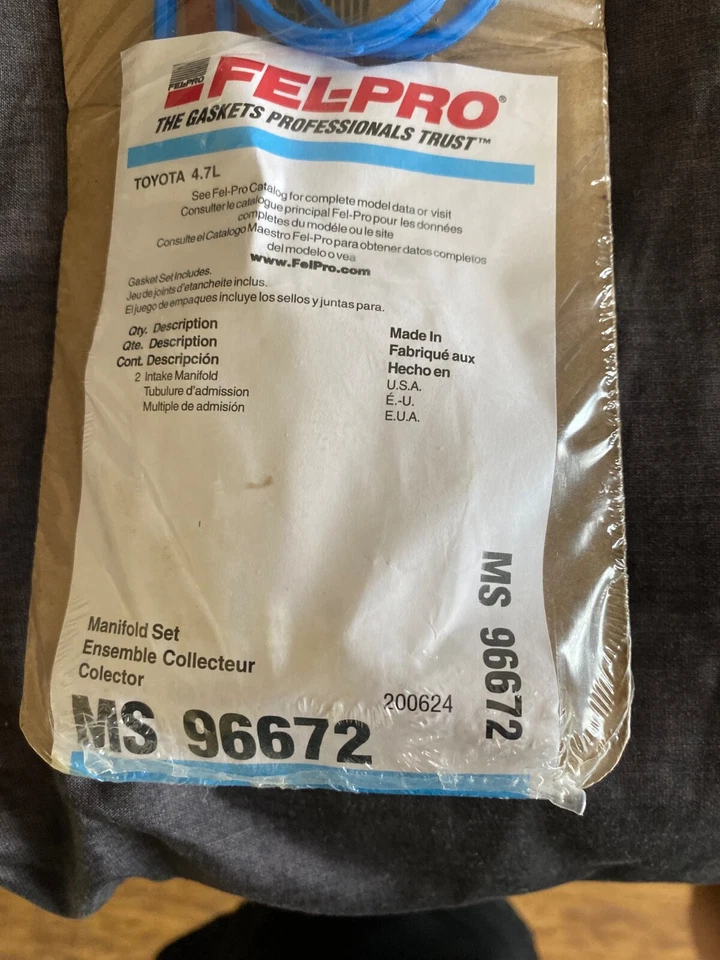 FEL-PRO
FEL-PRO®
THE GASKETS PROFESSIONALS TRUST™
TOYOTA 4.7L
See Fel-Pro Catalog for complete model data or visit
Consulter le catalogue principal Fel-Pro pour les données
completes du modéle ou le site
Consulte el Catalogo Maestro Fel-Pro para obtener datos completos
del modelo o vea
www.FelPro.com
Gasket Set Includes.
Jeu de joints d'etancheite inclus.
El juego de empaques incluye los sellos y juntas para.
Qty. Description
Qte. Description
Cont. Descripción
2 Intake Manifold
Tubulure d'admission
Multiple de admisión
Made In
Fabriqué aux
Hecho en
U.S.A.
É.-U.
E.U.A.
MS 96672
Manifold Set
Ensemble Collecteur
Colector
200624
MS 96672